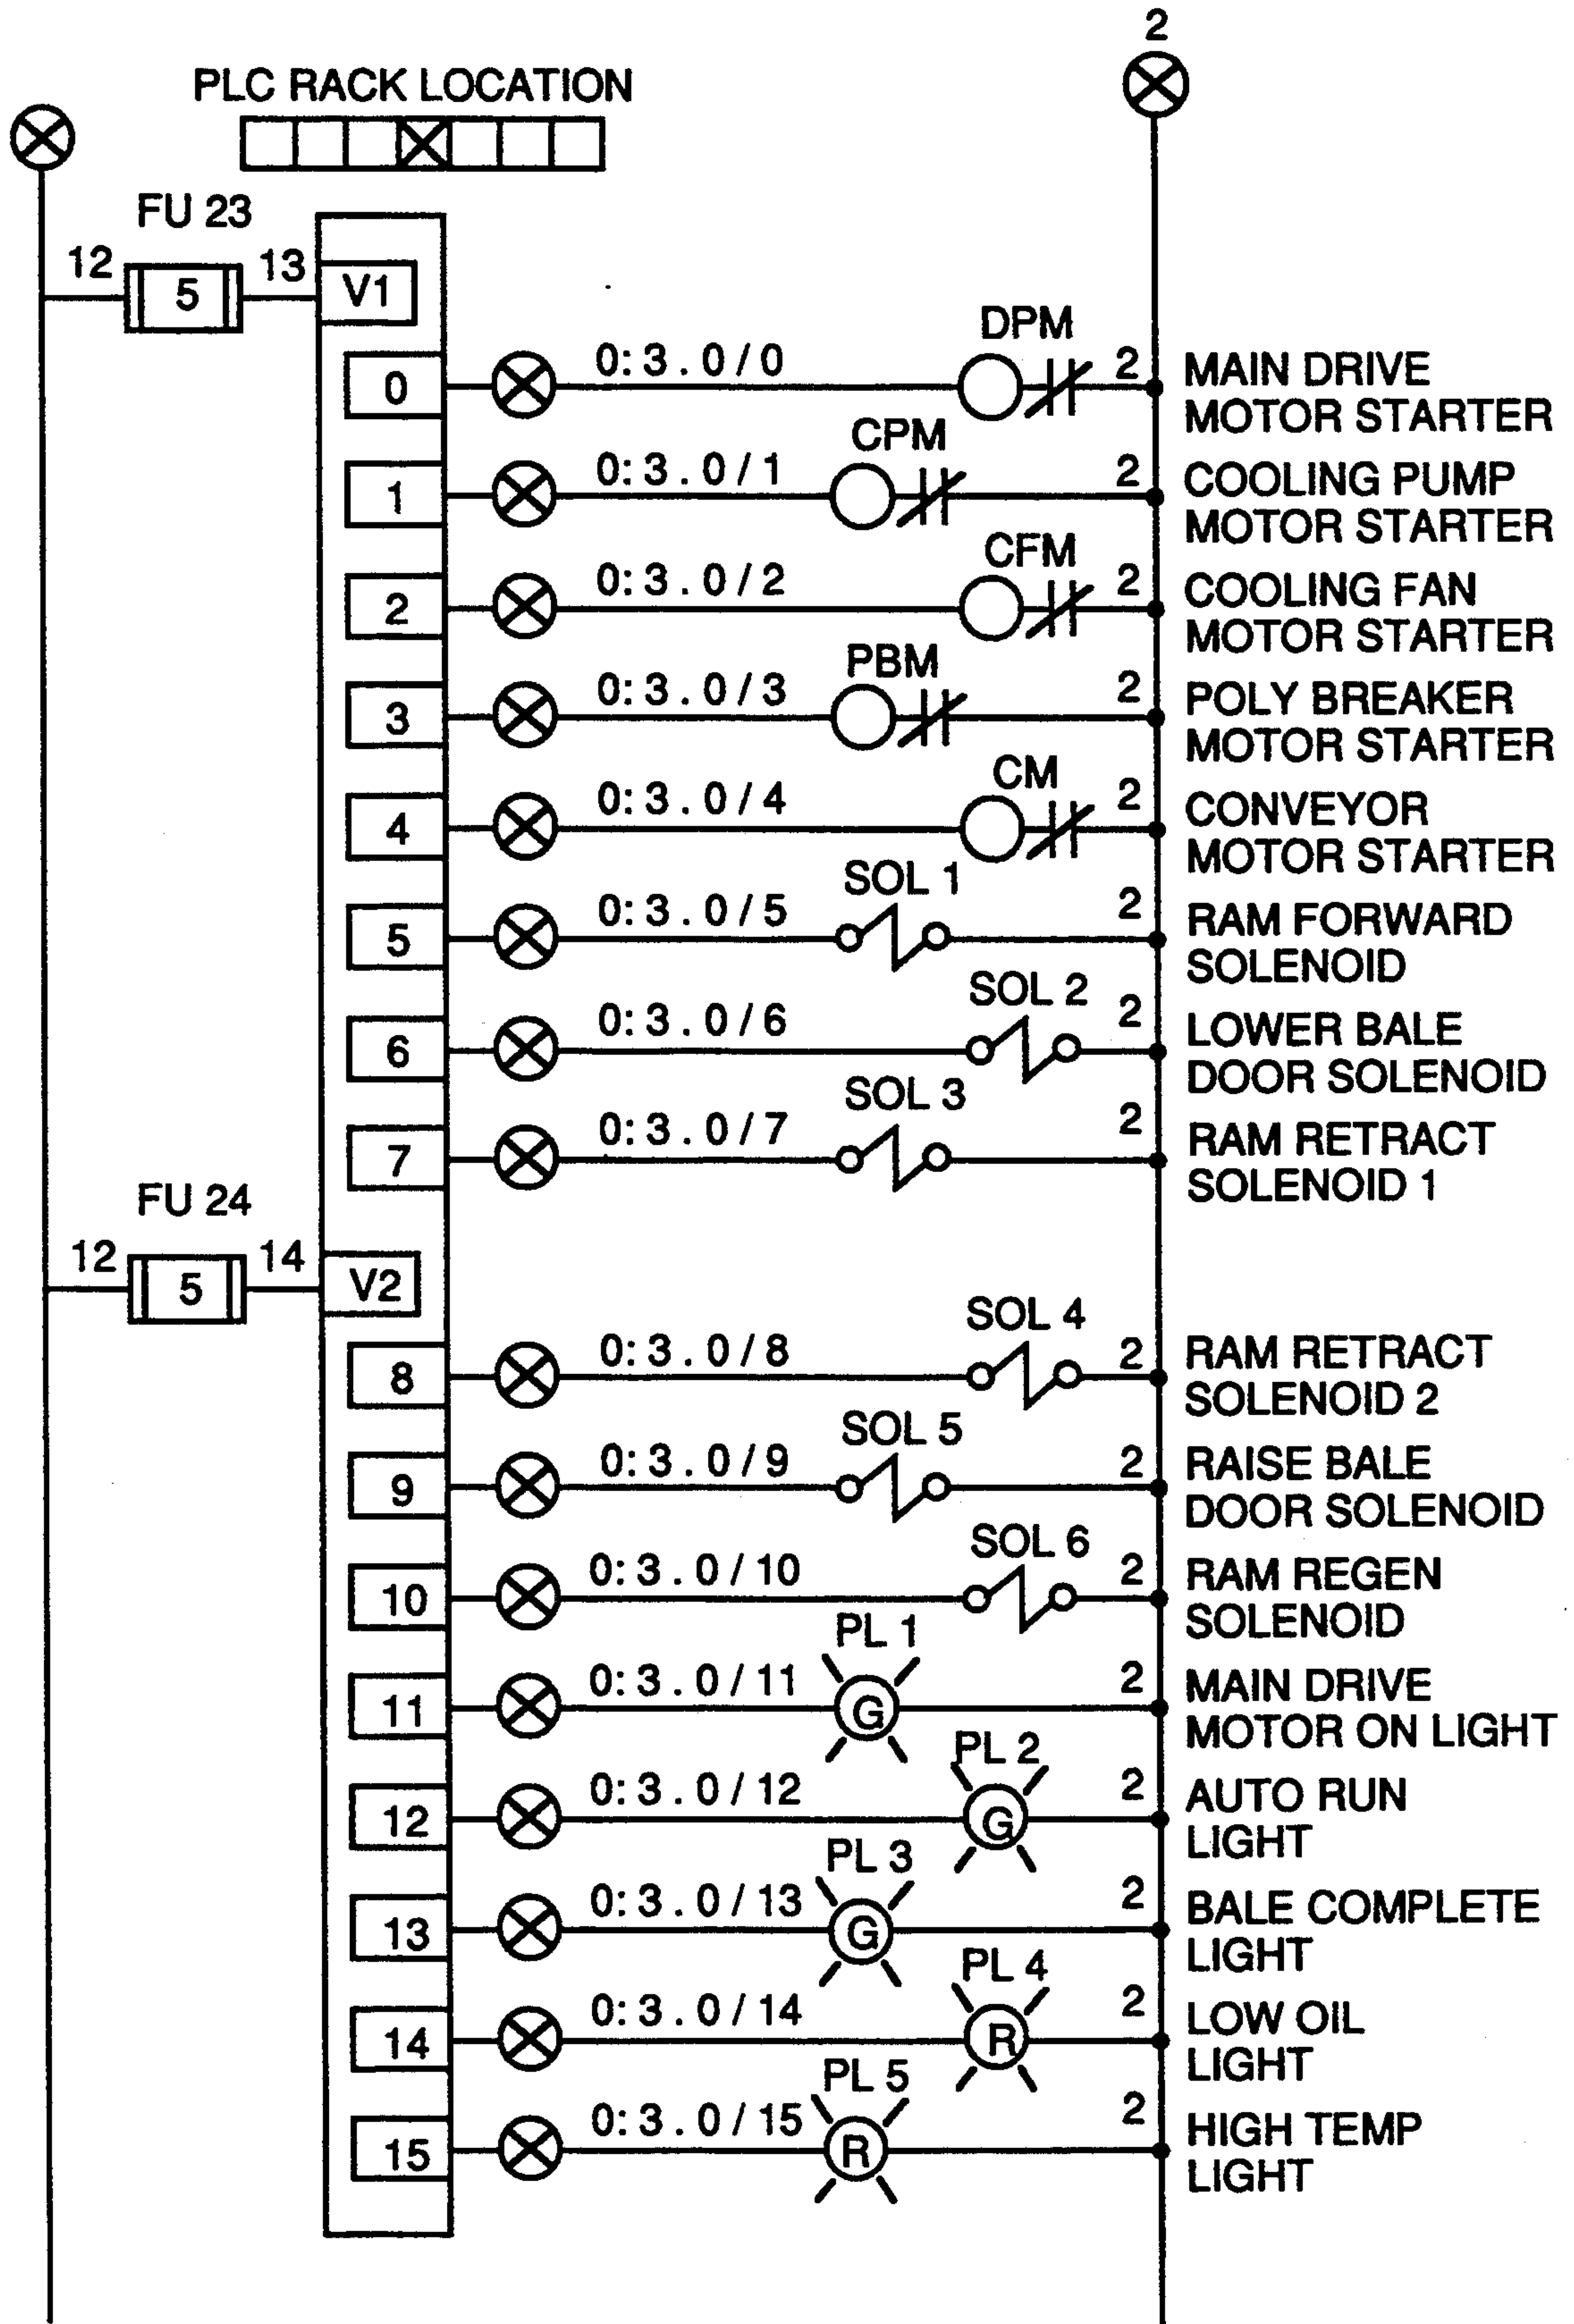 2
PLC RACK LOCATION
FU 23
12 5 13 V1
DPM
0 0:3.0/0 2 MAIN DRIVE
MOTOR STARTER
CPM
1 0:3.0/1 2 COOLING PUMP
MOTOR STARTER
CFM
2 0:3.0/2 2 COOLING FAN
MOTOR STARTER
PBM
3 0:3.0/3 2 POLY BREAKER
MOTOR STARTER
CM
4 0:3.0/4 2 CONVEYOR
MOTOR STARTER
SOL 1
5 0:3.0/5 2 RAM FORWARD
SOLENOID
SOL 2
6 0:3.0/6 2 LOWER BALE
DOOR SOLENOID
SOL 3
7 0:3.0/7 2 RAM RETRACT
SOLENOID 1
FU 24
12 5 14 V2
SOL 4
8 0:3.0/8 2 RAM RETRACT
SOLENOID 2
SOL 5
9 0:3.0/9 2 RAISE BALE
DOOR SOLENOID
SOL 6
10 0:3.0/10 2 RAM REGEN
SOLENOID
PL 1
11 0:3.0/11 G 2 MAIN DRIVE
MOTOR ON LIGHT
PL 2
12 0:3.0/12 G 2 AUTO RUN
LIGHT
PL 3
13 0:3.0/13 G 2 BALE COMPLETE
LIGHT
PL 4
14 0:3.0/14 R 2 LOW OIL
LIGHT
PL 5
15 0:3.0/15 R 2 HIGH TEMP
LIGHT